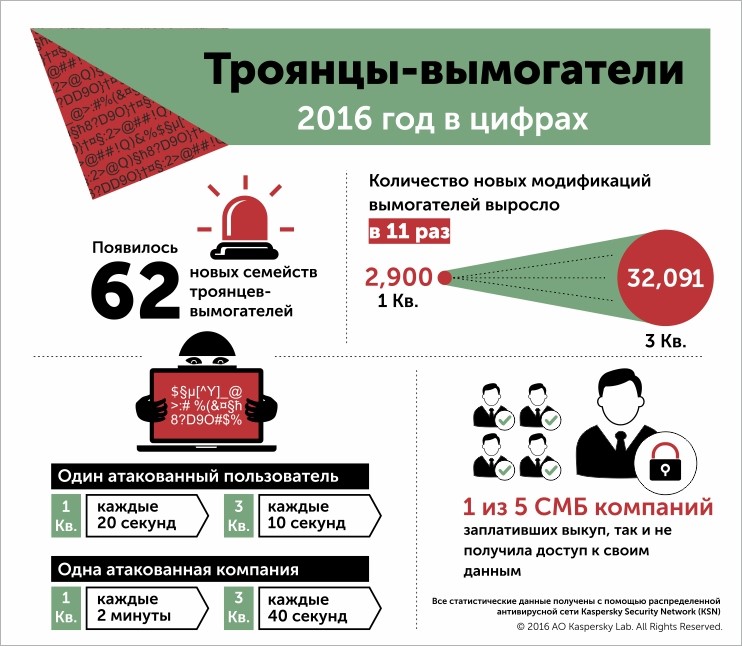 Троянцы-вымогатели
2016 год в цифрах
Появилось
62
новых семейств
троянцев-
вымогателей
Количество новых модификаций
вымогателей выросло
в 11 раз
2,900
1 Кв.
32,091
3 Кв.
$§µ[^Y]_@
>:# %(&¤§ħ
8?D9O#$%
Один атакованный пользователь
1 Кв.
каждые
20 секунд
3 Кв.
каждые
10 секунд
Одна атакованная компания
1 Кв.
каждые
2 минуты
3 Кв.
каждые
40 секунд
1 из 5 СМБ компаний
заплативших выкуп, так и не
получила доступ к своим
данным
Все статистические данные получены с помощью распределенной
антивирусной сети Kaspersky Security Network (KSN)
© 2016 АО Kaspersky Lab. All Rights Reserved.